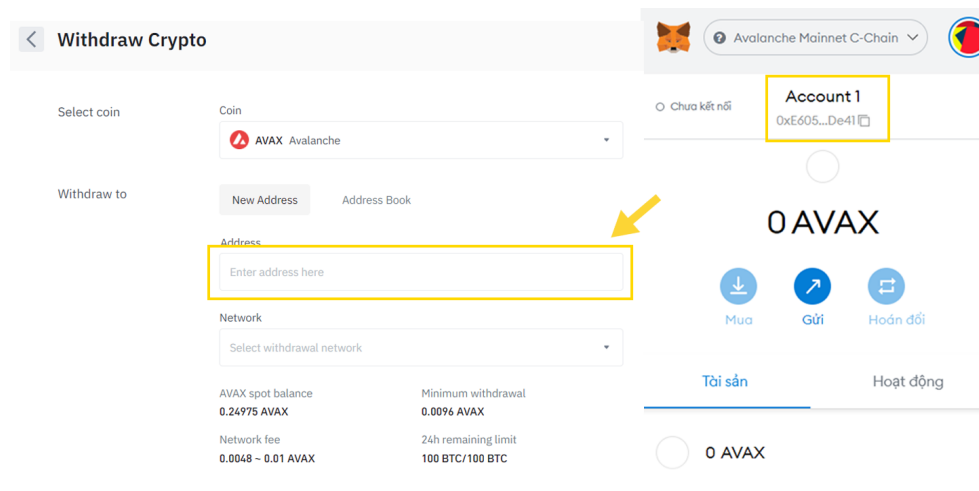 Withdraw Crypto
Select coin
Coin
AVAX Avalanche
Withdraw to
New Address
Address Book
Address
Enter address here
Network
Select withdrawal network
AVAX spot balance
0.24975 AVAX
Minimum withdrawal
0.0096 AVAX
Network fee
0.0048 ~ 0.01 AVAX
24h remaining limit
100 BTC/100 BTC
Avalanche Mainnet C-Chain
Chưa kết nối
Account 1
0xE605...De41
0 AVAX
Mua
Gửi
Hoán đổi
Tài sản
Hoạt động
0 AVAX